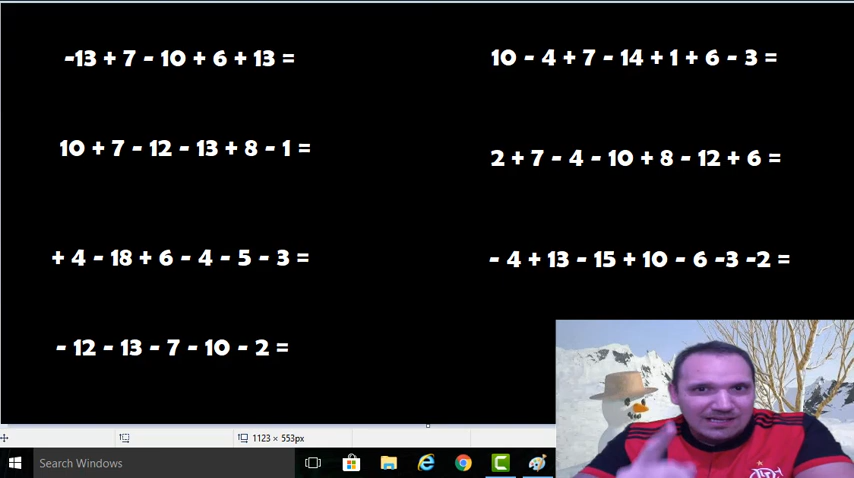 -13 + 7 - 10 + 6 + 13 =
10 + 7 - 12 - 13 + 8 - 1 =
+ 4 - 18 + 6 - 4 - 5 - 3 =
- 12 - 13 - 7 - 10 - 2 =
10 - 4 + 7 - 14 + 1 + 6 - 3 =
2 + 7 - 4 - 10 + 8 - 12 + 6 =
- 4 + 13 - 15 + 10 - 6 -3 -2 =
1123 × 553px
Search Windows